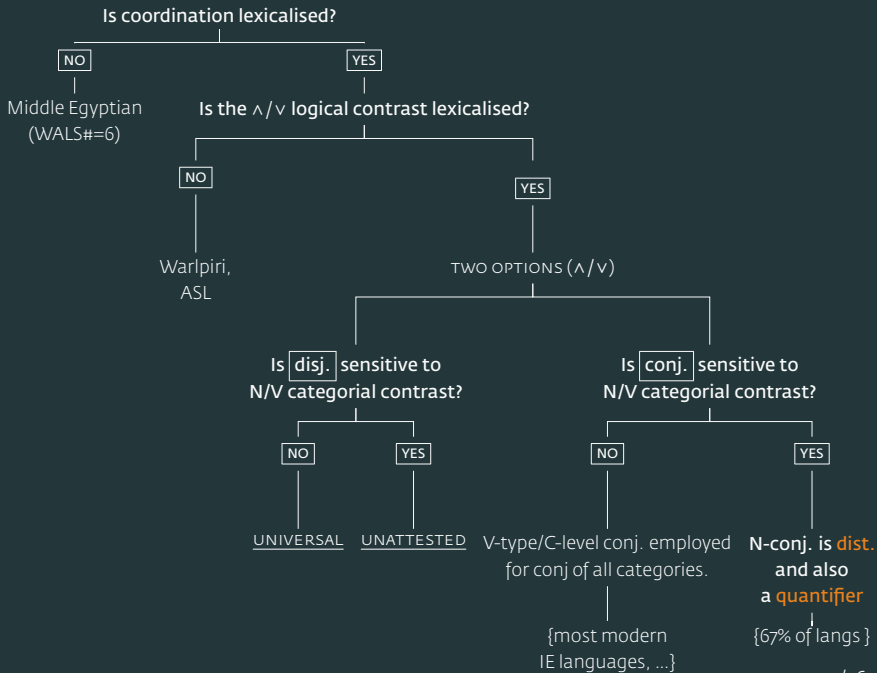 Is coordination lexicalised?
NO
YES
Middle Egyptian
(WALS#=6)
Is the ∧/∨ logical contrast lexicalised?
NO
YES
Warlpiri,
ASL
TWO OPTIONS (∧/∨)
Is disj. sensitive to
N/V categorial contrast?
Is conj. sensitive to
N/V categorial contrast?
NO
YES
NO
YES
UNIVERSAL
UNATTESTED
V-type/C-level conj. employed
for conj of all categories.
N-conj. is dist.
and also
a quantifier
{most modern
IE languages, ...}
{67% of langs }